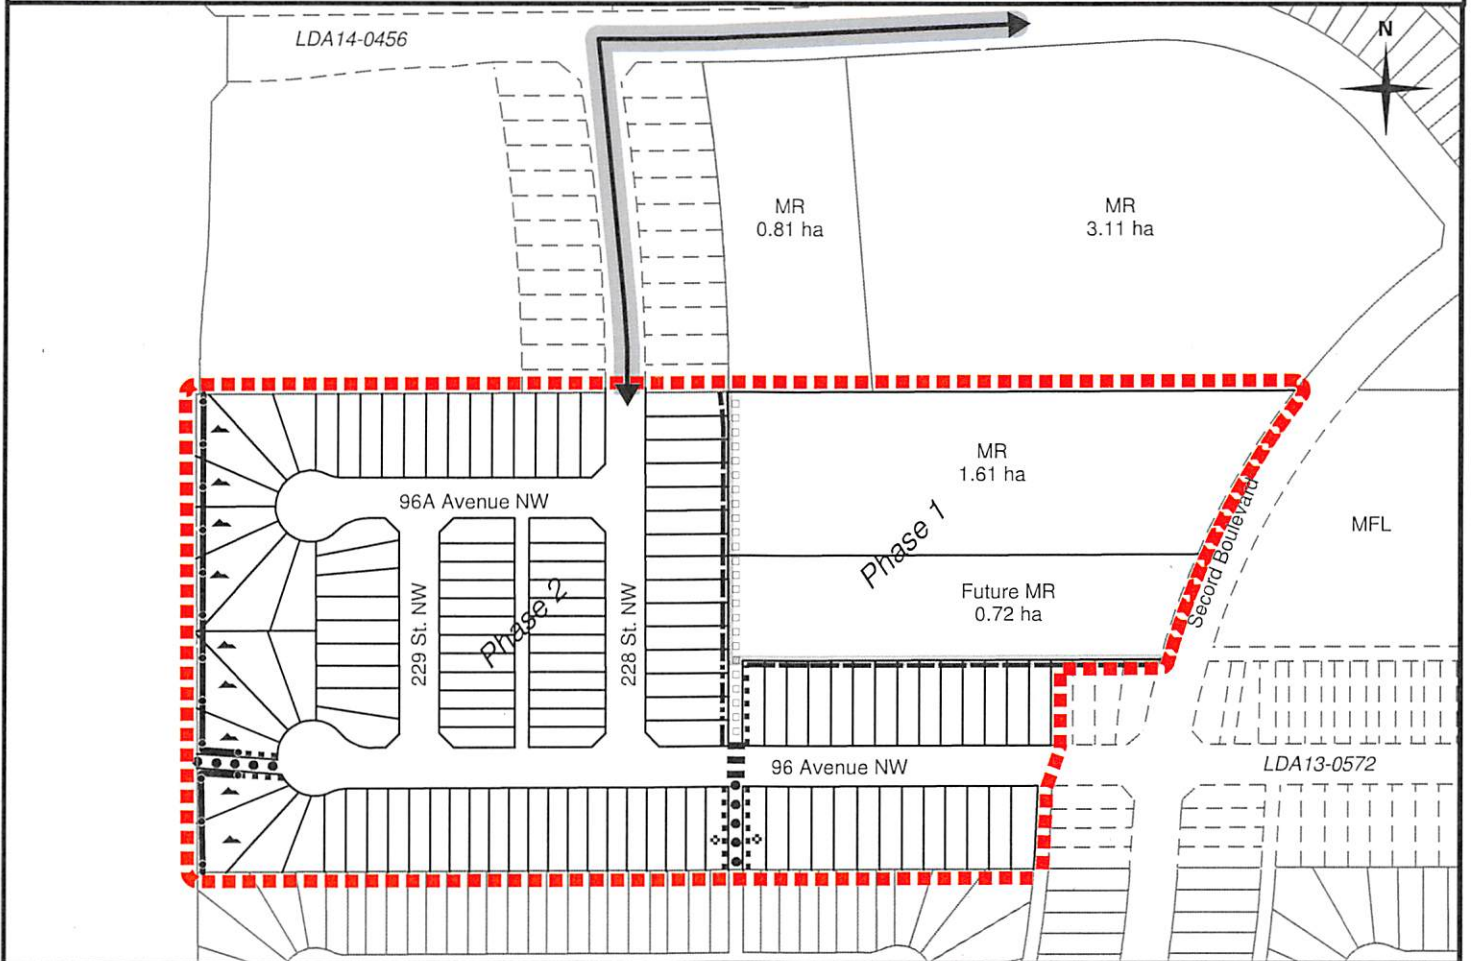 LDA14-0456
N
MR
0.81 ha
MR
3.11 ha
MR
1.61 ha
96A Avenue NW
Phase 1
MFL
Future MR
0.72 ha
Secord Boulevard
229 St. NW
Phase 2
228 St. NW
96 Avenue NW
LDA13-0572